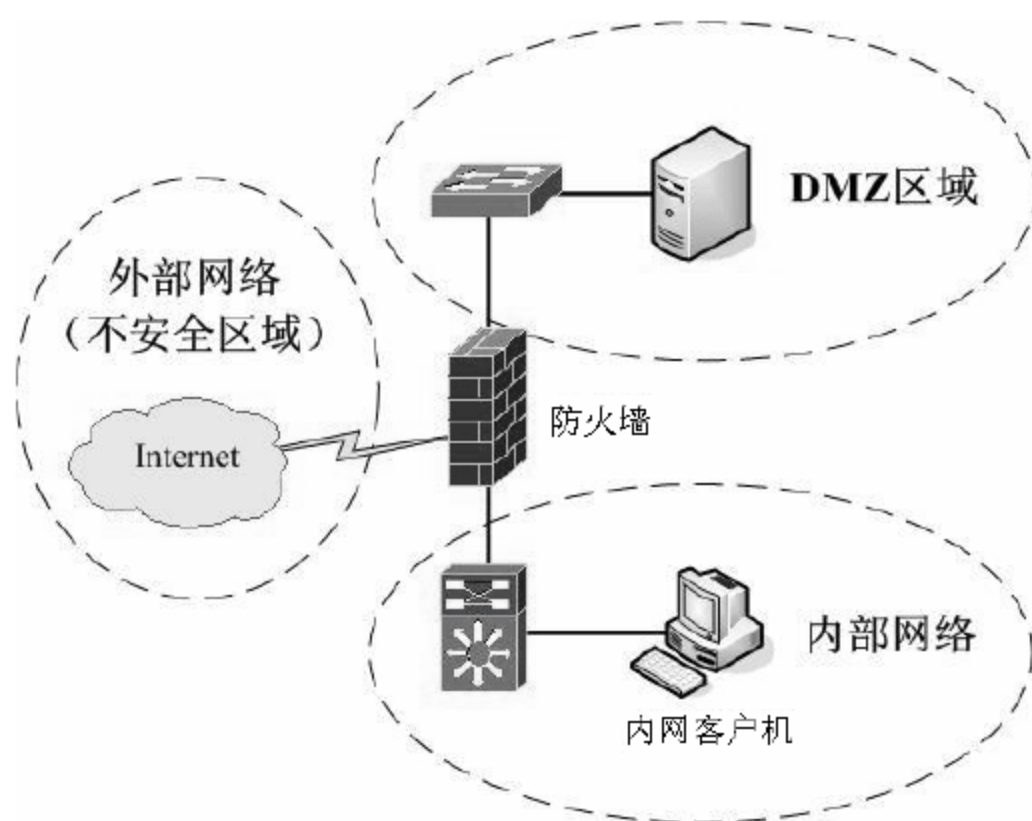 DMZ区域
外部网络
（不安全区域）
防火墙
Internet
内部网络
内网客户机